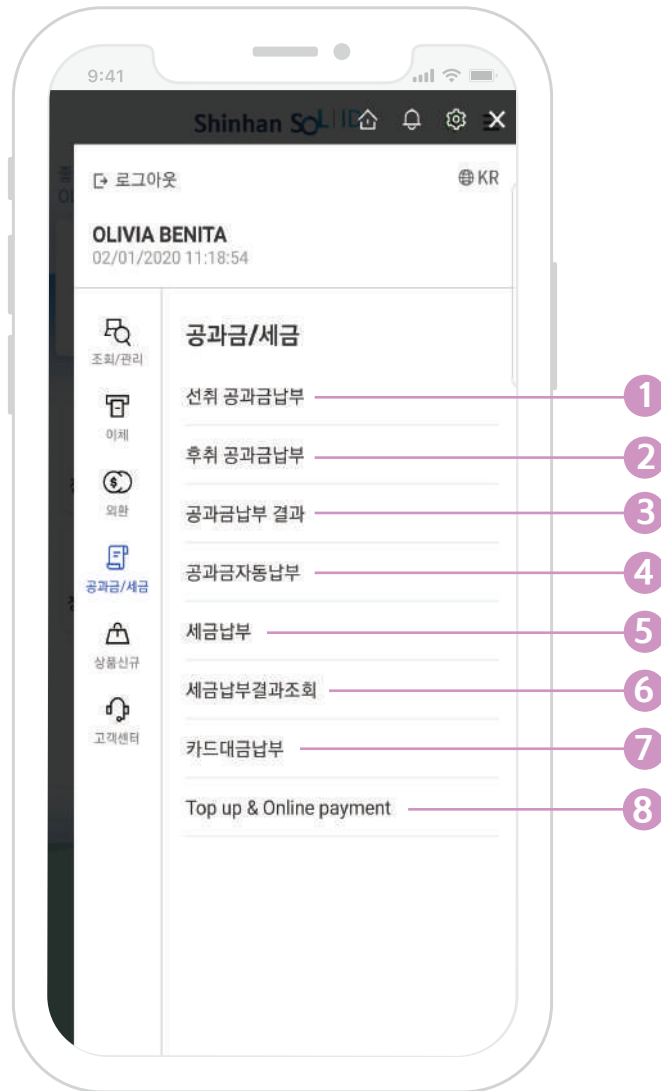 9:41
Shinhan SOL ID
로그아웃
KR
OLIVIA BENITA
02/01/2020 11:18:54
조회/관리
이체
외환
공과금/세금
상품신규
고객센터
공과금/세금
선취 공과금납부
1
후취 공과금납부
2
공과금납부 결과
3
공과금자동납부
4
세금납부
5
세금납부결과조회
6
카드대금납부
7
Top up & Online payment
8